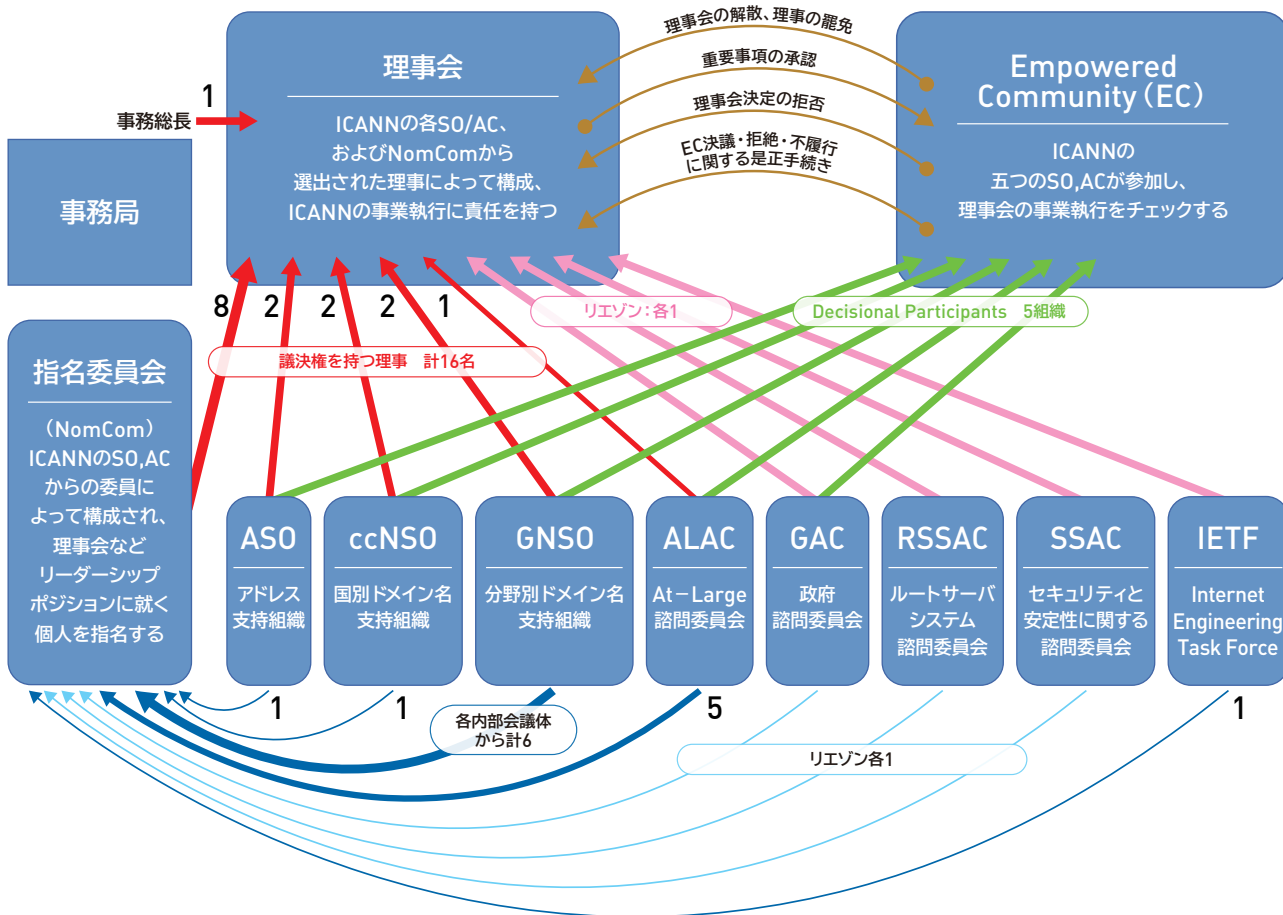 理事会の解散、理事の罷免
重要事項の承認
理事会決定の拒否
EC決議・拒絶・不履行
に関する是正手続き
理事会
ICANNの各SO/AC、
およびNomComから
選出された理事によって構成、
ICANNの事業執行に責任を持つ
Empowered
Community(EC)
ICANNの
五つのSO,ACが参加し、
理事会の事業執行をチェックする
1
事務総長
事務局
8
2
2
2
1
リエゾン:各1
Decisional Participants 5組織
議決権を持つ理事 計16名
指名委員会
(NomCom)
ICANNのSO,AC
からの委員に
よって構成され、
理事会など
リーダーシップ
ポジションに就く
個人を指名する
ASO
アドレス
支持組織
ccNSO
国別ドメイン名
支持組織
GNSO
分野別ドメイン名
支持組織
ALAC
At-Large
諮問委員会
GAC
政府
諮問委員会
RSSAC
ルートサーバ
システム
諮問委員会
SSAC
セキュリティと
安定性に関する
諮問委員会
IETF
Internet
Engineering
Task Force
1
1
各内部会議体
から計6
5
1
リエゾン各1